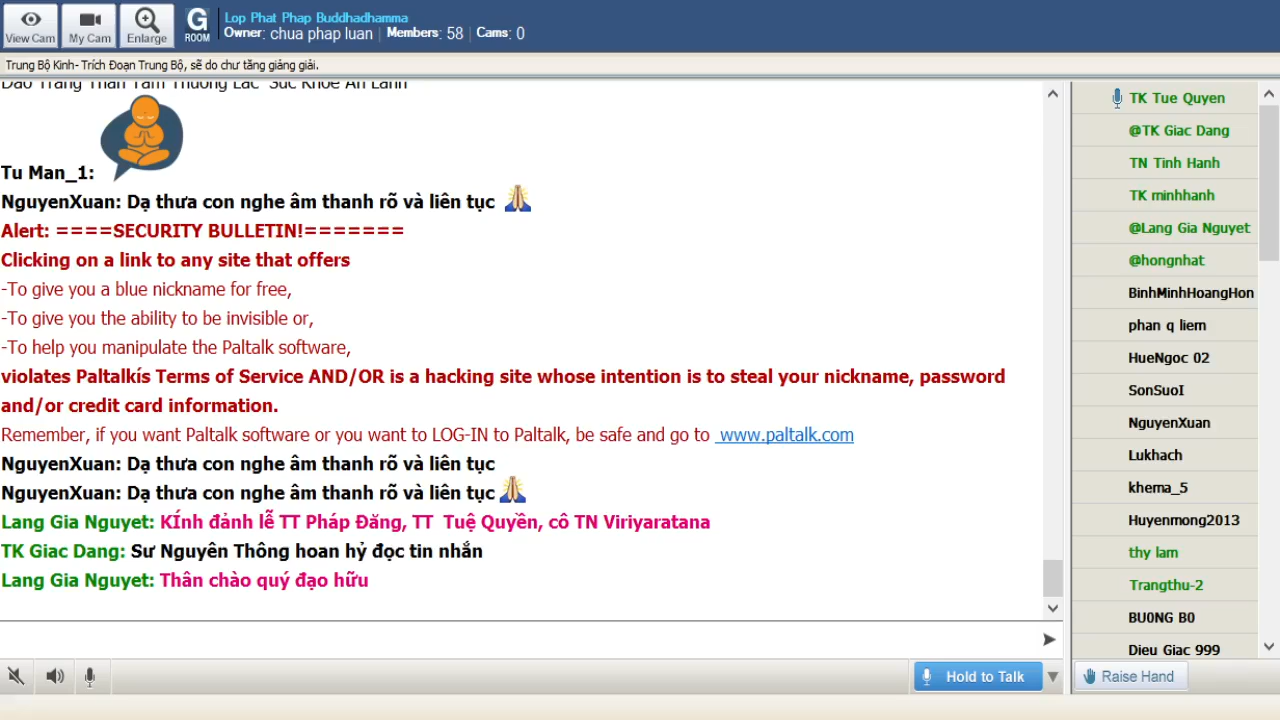 View Cam
My Cam
Enlarge
G
ROOM
Lop Phat Phap Buddhadhamma
Owner: chua phap luan | Members: 58 | Cams: 0
Trung Bộ Kinh- Trích Đoạn Trung Bộ, sẽ do chư tăng giảng giải.
Tu Man_1:
NguyenXuan: Dạ thưa con nghe âm thanh rõ và liên tục
Alert: ====SECURITY BULLETIN!=======
Clicking on a link to any site that offers
-To give you a blue nickname for free,
-To give you the ability to be invisible or,
-To help you manipulate the Paltalk software,
violates Paltalkís Terms of Service AND/OR is a hacking site whose intention is to steal your nickname, password
and/or credit card information.
Remember, if you want Paltalk software or you want to LOG-IN to Paltalk, be safe and go to www.paltalk.com
NguyenXuan: Dạ thưa con nghe âm thanh rõ và liên tục
NguyenXuan: Dạ thưa con nghe âm thanh rõ và liên tục
Lang Gia Nguyet: KÍnh đảnh lễ TT Pháp Đăng, TT Tuệ Quyền, cô TN Viriyaratana
TK Giac Dang: Sư Nguyên Thông hoan hỷ đọc tin nhắn
Lang Gia Nguyet: Thân chào quý đạo hữu
TK Tue Quyen
@TK Giac Dang
TN Tinh Hanh
TK minhhanh
@Lang Gia Nguyet
@hongnhat
BinhMinhHoangHon
phan q liem
HueNgoc 02
SonSuoI
NguyenXuan
Lukhach
khema_5
Huyenmong2013
thy lam
Trangthu-2
BU0NG B0
Dieu Giac 999
Hold to Talk
Raise Hand